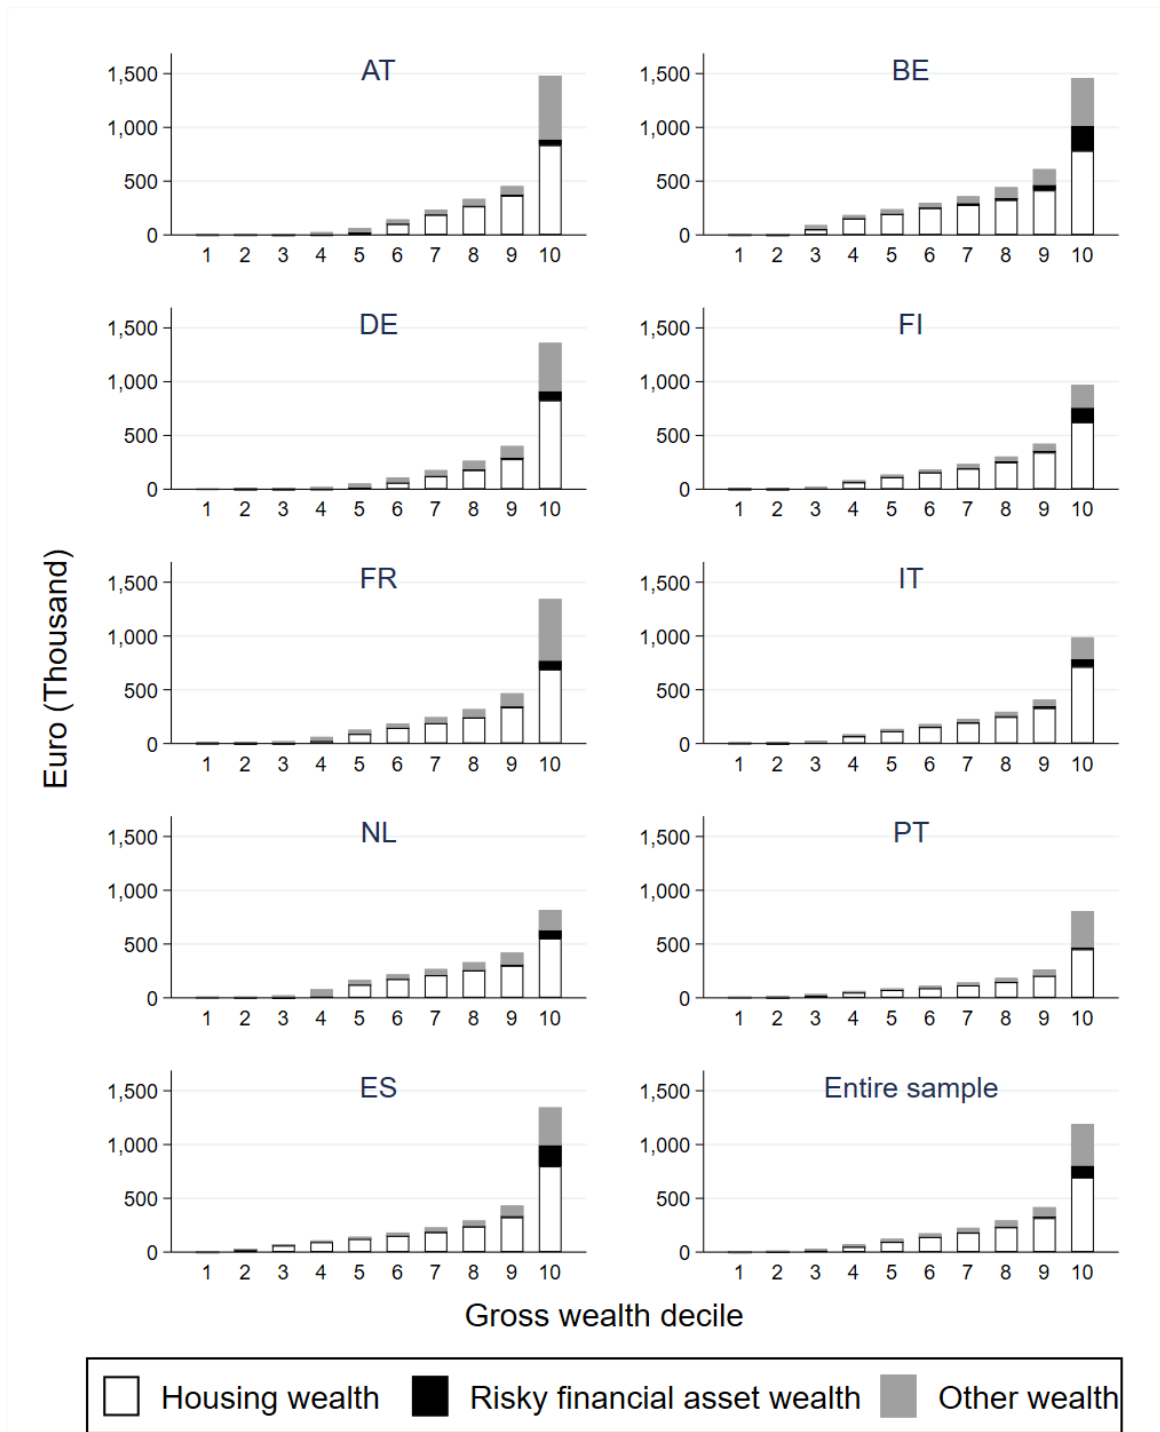 AT
1,500
1,000
500
0
1 2 3 4 5 6 7 8 9 10
BE
1,500
1,000
500
0
1 2 3 4 5 6 7 8 9 10
DE
1,500
1,000
500
0
1 2 3 4 5 6 7 8 9 10
FI
1,500
1,000
500
0
1 2 3 4 5 6 7 8 9 10
FR
1,500
1,000
500
0
1 2 3 4 5 6 7 8 9 10
IT
1,500
1,000
500
0
1 2 3 4 5 6 7 8 9 10
NL
1,500
1,000
500
0
1 2 3 4 5 6 7 8 9 10
PT
1,500
1,000
500
0
1 2 3 4 5 6 7 8 9 10
ES
1,500
1,000
500
0
1 2 3 4 5 6 7 8 9 10
Entire sample
1,500
1,000
500
0
1 2 3 4 5 6 7 8 9 10
Euro (Thousand)
Gross wealth decile
Housing wealth Risky financial asset wealth Other wealth